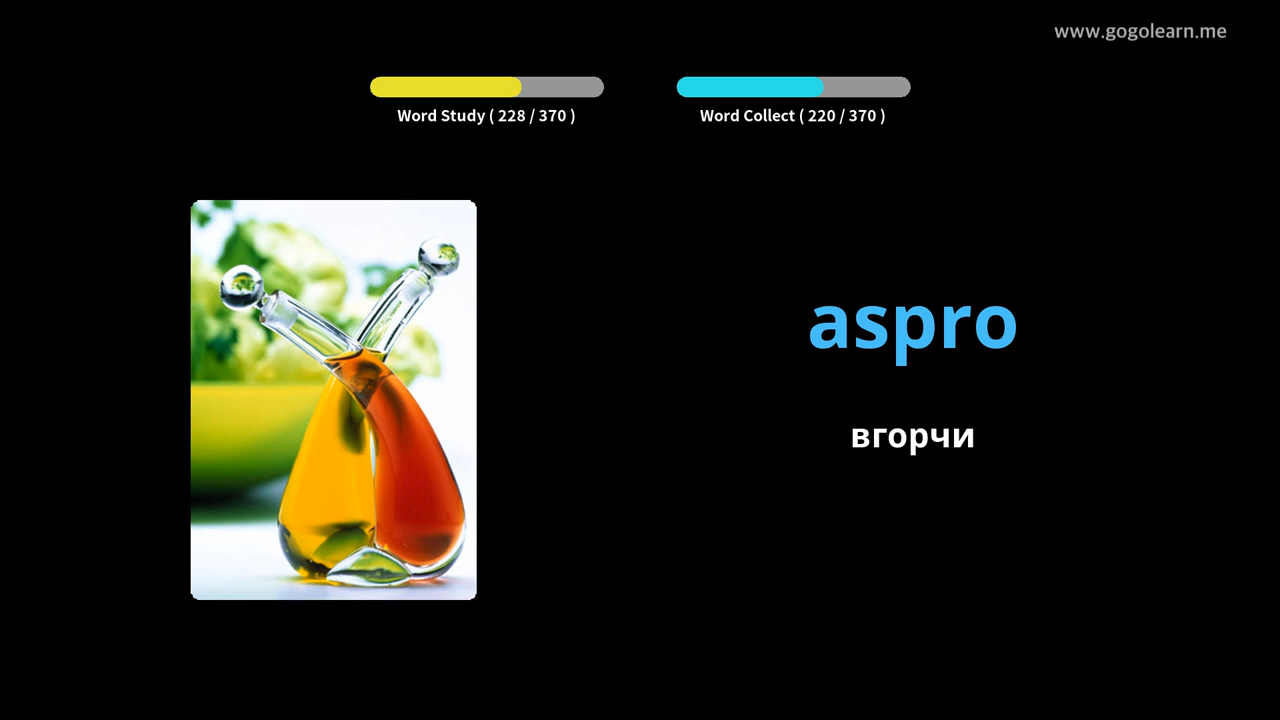 www.gogolearn.me
Word Study ( 228 / 370 )
Word Collect ( 220 / 370 )
aspro
вгорчи